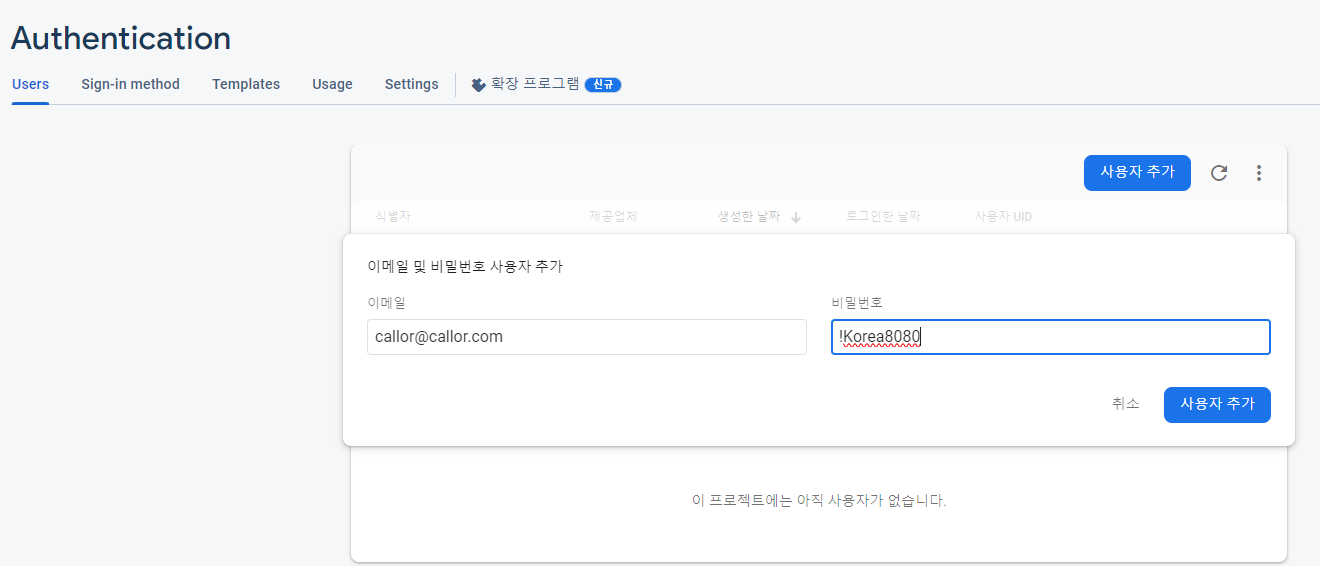 Authentication
Users Sign-in method Templates Usage Settings 확장 프로그램 신규
사용자 추가
식별자 제공업체 생성한 날짜 로그인한 날짜 사용자 UID
이메일 및 비밀번호 사용자 추가
이메일 비밀번호
callor@callor.com !Korea8080
취소 사용자 추가
이 프로젝트에는 아직 사용자가 없습니다.